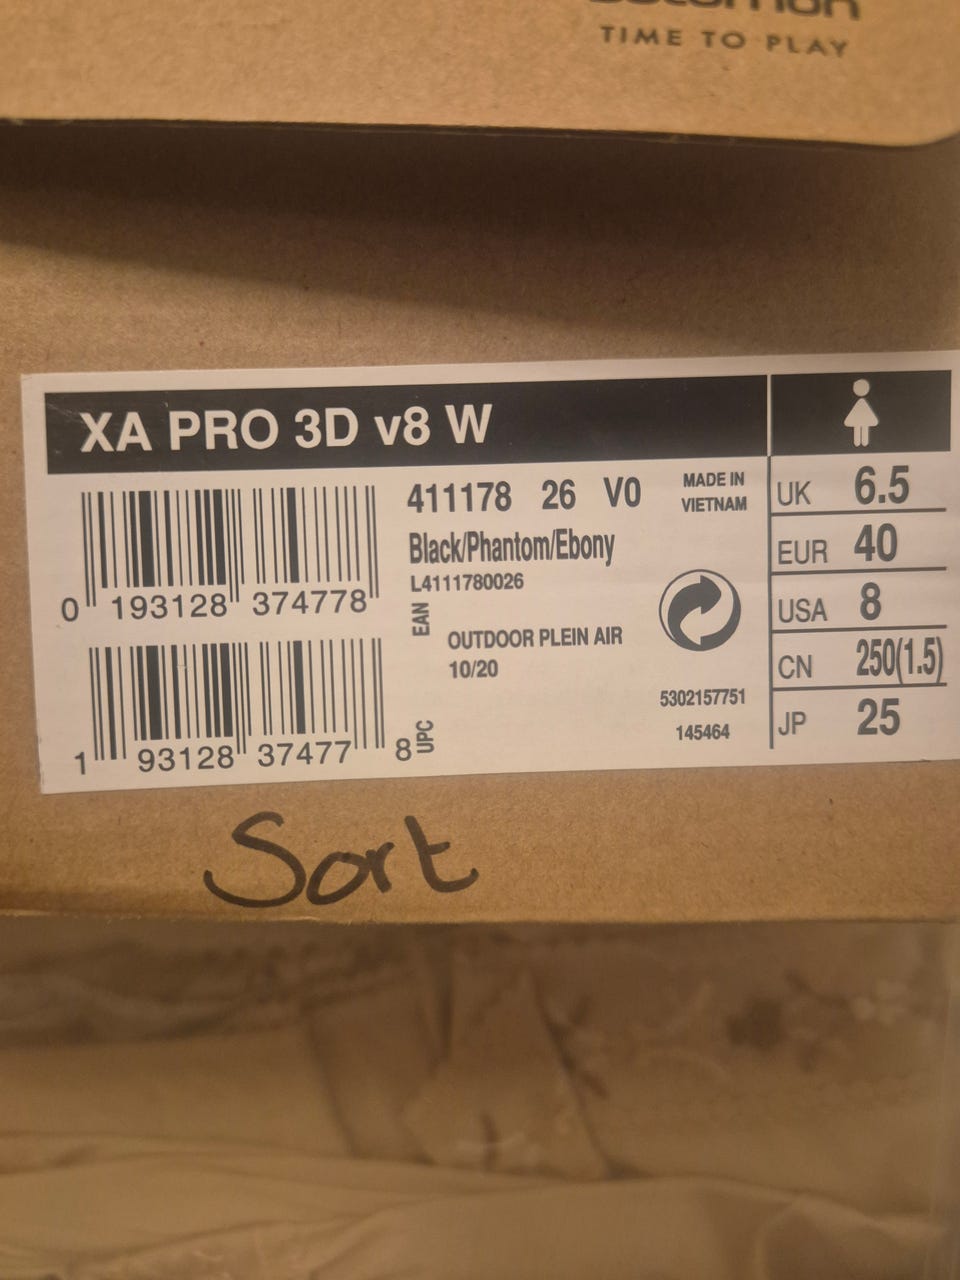 Salomon
TIME TO PLAY
XA PRO 3D v8 W
411178 26 V0
MADE IN
VIETNAM
Black/Phantom/Ebony
L4111780026
0 193128 374778
EAN
OUTDOOR PLEIN AIR
10/20
5302157751
145464
1 93128 37477 8
UPC
UK 6.5
EUR 40
USA 8
CN 250(1.5)
JP 25
Sort